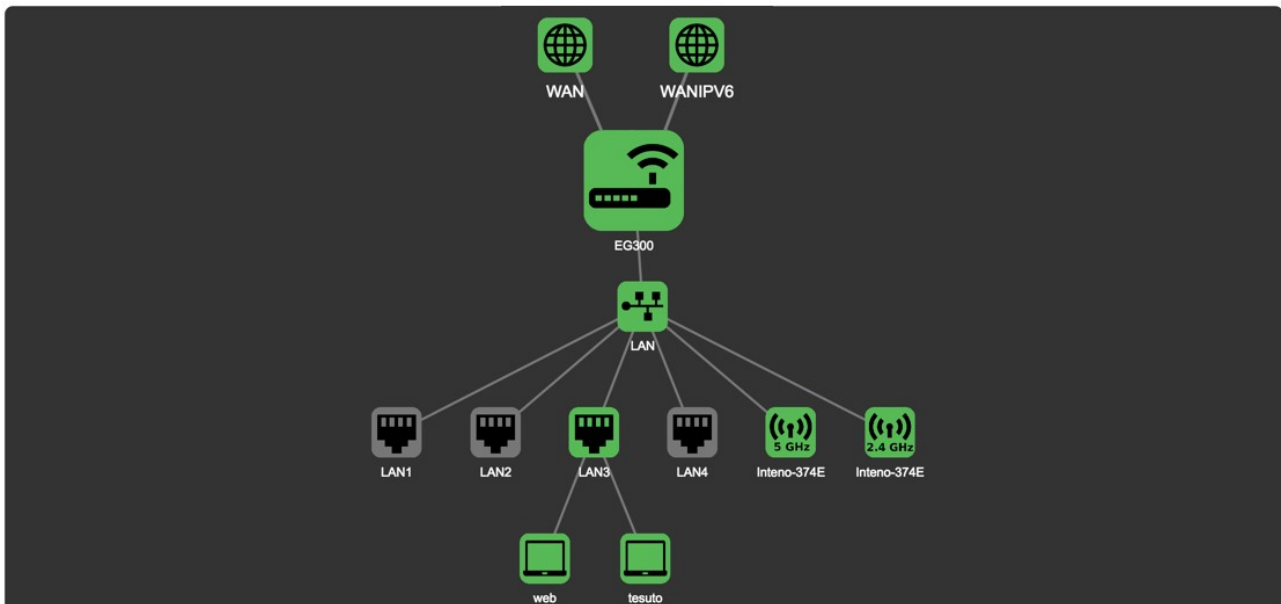 WAN
WANIPV6
EG300
LAN
5 GHz
2.4 GHz
LAN1
LAN2
LAN3
LAN4
Inteno-374E
Inteno-374E
web
tesuto